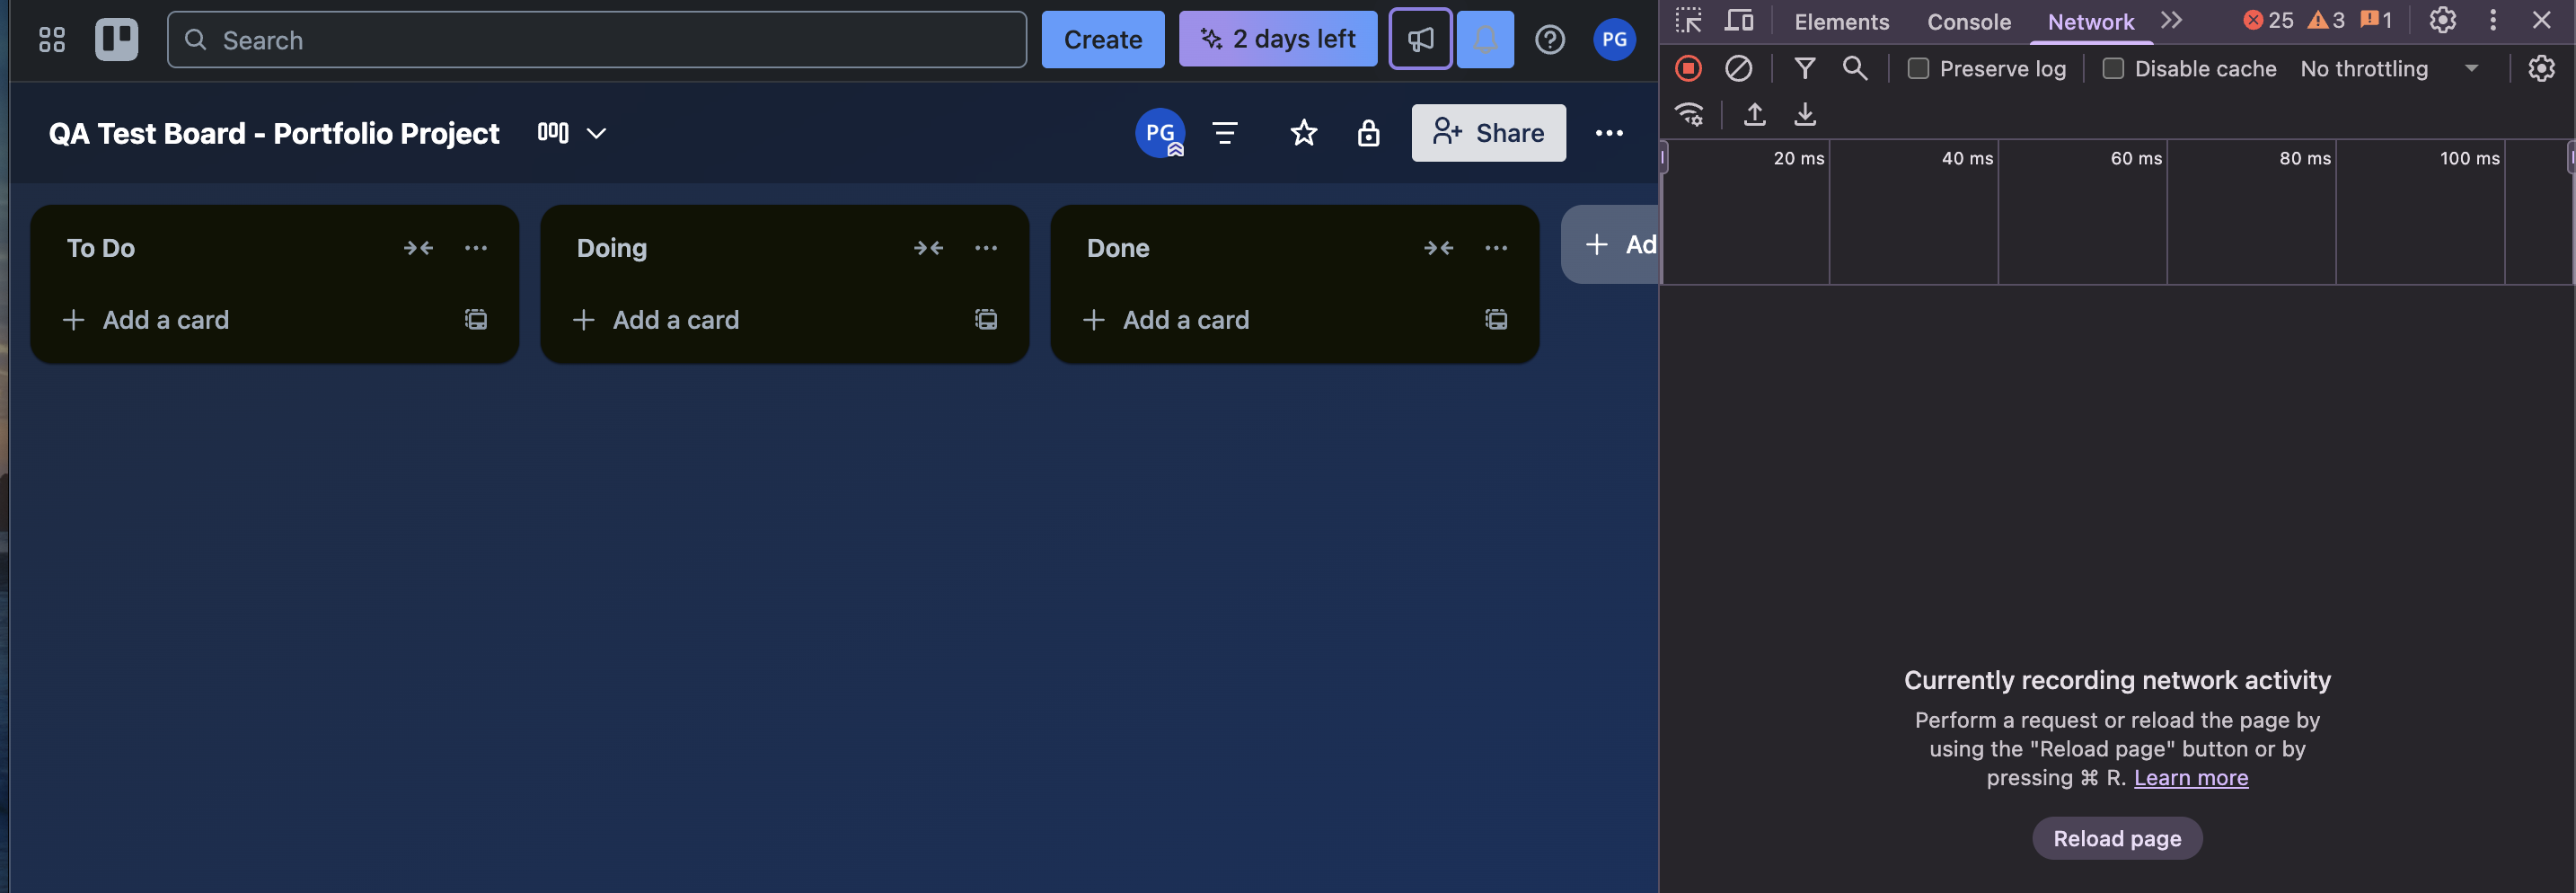 Search
Create
2 days left
PG
QA Test Board - Portfolio Project
PG
Share
To Do
Add a card
Doing
Add a card
Done
Add a card
Ad
Elements
Console
Network
25
3
1
Preserve log
Disable cache
No throttling
20 ms
40 ms
60 ms
80 ms
100 ms
Currently recording network activity
Perform a request or reload the page by
using the "Reload page" button or by
pressing ⌘ R. Learn more
Reload page